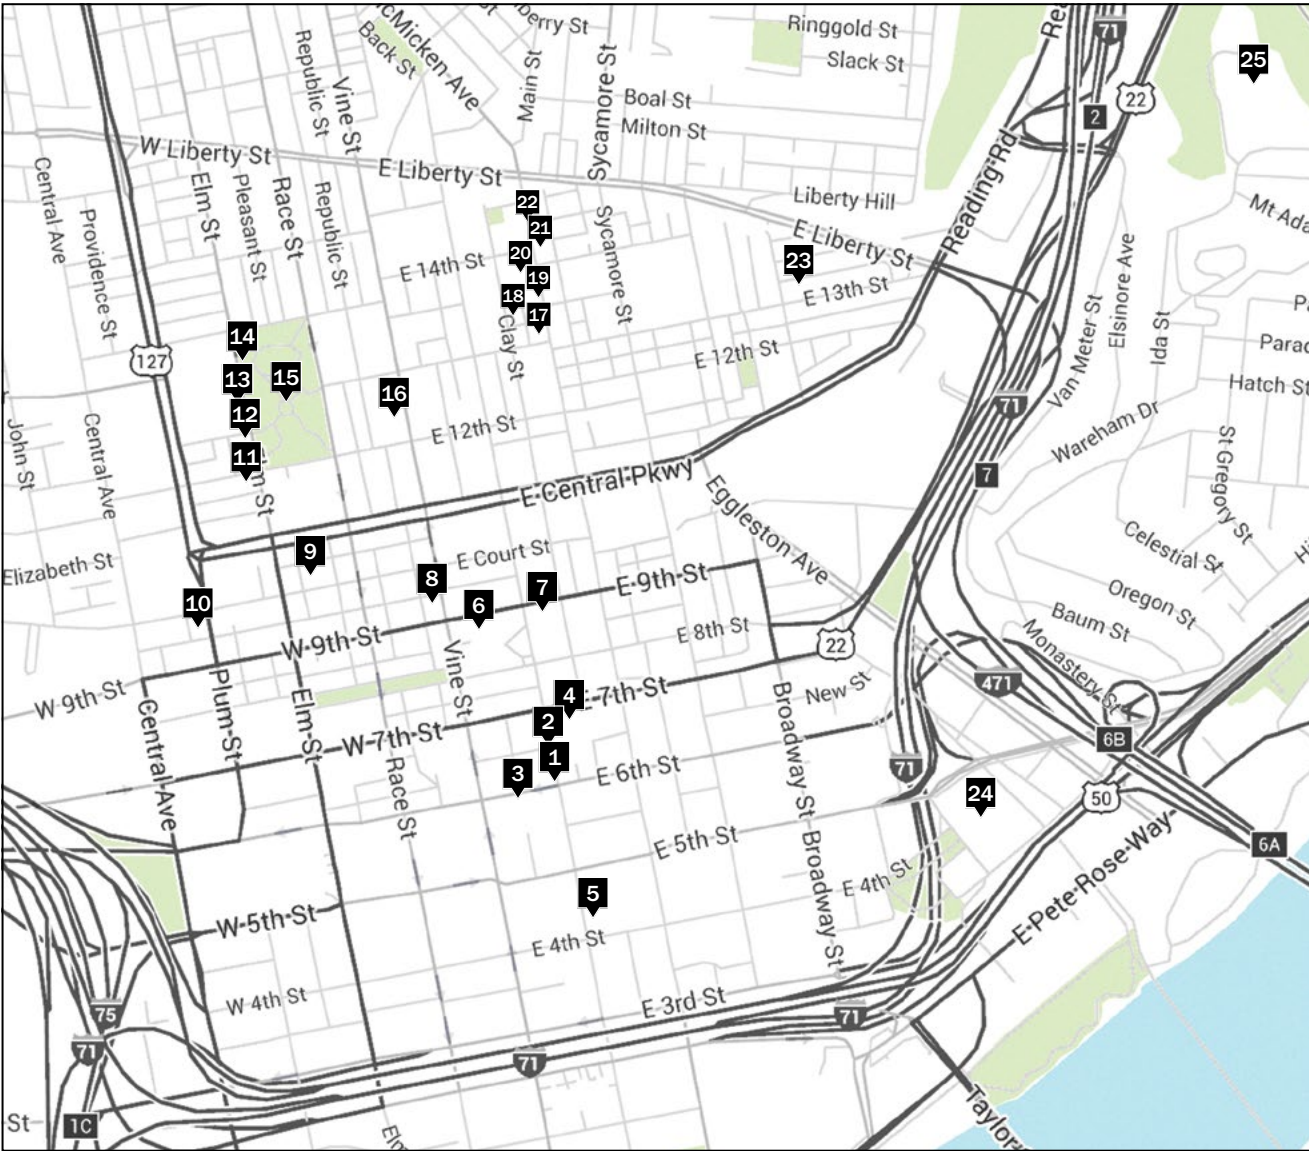 McMicken Ave
Back St
Ringgold St
71
Slack St
25
Republic St
Vine St
Main St
Sycamore St
Boal St
22
2
Milton St
W Liberty St
E Liberty St
Reading Rd
Central Ave
Elm St
Pleasant St
Race St
Republic St
Liberty Hill
22
Providence St
21
Sycamore St
E Liberty St
Elsinore Ave
20
E 14th St
23
19
E 13th St
18
Van Meter St
Ida St
17
14
Clay St
E 12th St
127
13
15
16
Hatch St
71
12
E 12th St
Wareham Dr
John St
Central Ave
11
E Central Pkwy
7
St Gregory St
Eggleston Ave
9
E Court St
Celestial St
Elizabeth St
8
7
E 9th St
10
6
Oregon St
W 9th St
E 8th St
22
Baum St
Monastery St
Vine St
W 9th St
Plum St
Elm St
4
E 7th St
New St
471
Central Ave
W 7th St
2
Broadway St
6B
1
3
E 6th St
71
Race St
24
50
E 5th St
Broadway St
6A
5
E 4th St
E Pete Rose Way
W 5th St
E 4th St
W 4th St
E 3rd St
75
71
71
71
1C
St
Taylor